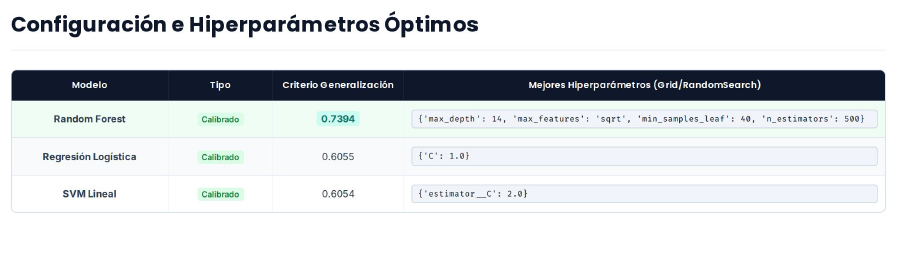 Configuración e Hiperparámetros Óptimos
Modelo Tipo Criterio Generalización Mejores Hiperparámetros (Grid/RandomSearch)
Random Forest Calibrado 0.7394 {'max_depth': 14, 'max_features': 'sqrt', 'min_samples_leaf': 40, 'n_estimators': 500}
Regresión Logística Calibrado 0.6055 {'C': 1.0}
SVM Lineal Calibrado 0.6054 {'estimator__C': 2.0}